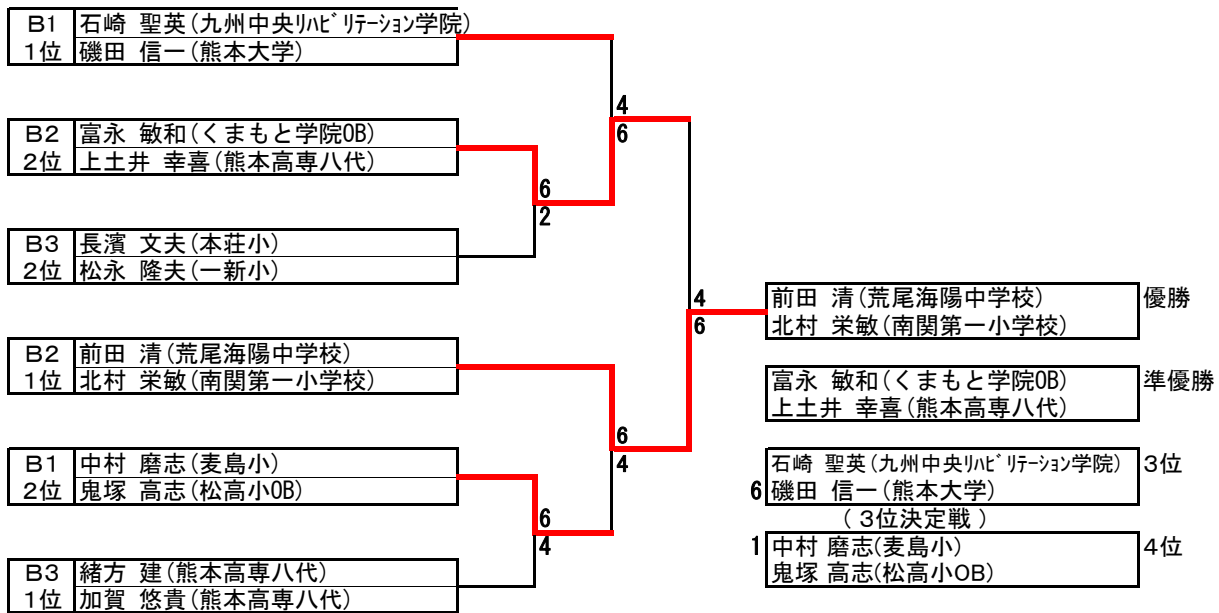 B1 石崎 聖英(九州中央ﾘﾊﾋﾞﾘﾃｰｼｮﾝ学院)
1位 磯田 信一(熊本大学)
4
6
B2 富永 敏和(くまもと学院OB)
2位 上土井 幸喜(熊本高専八代)
6
2
B3 長濱 文夫(本荘小)
2位 松永 隆夫(一新小)
4
6
前田 清(荒尾海陽中学校) 優勝
北村 栄敏(南関第一小学校)
B2 前田 清(荒尾海陽中学校)
1位 北村 栄敏(南関第一小学校)
富永 敏和(くまもと学院OB) 準優勝
上土井 幸喜(熊本高専八代)
6
4
B1 中村 磨志(麦島小)
2位 鬼塚 高志(松高小OB)
石崎 聖英(九州中央ﾘﾊﾋﾞﾘﾃｰｼｮﾝ学院) 3位
6 磯田 信一(熊本大学)
(3位決定戦)
6
4
1 中村 磨志(麦島小) 4位
鬼塚 高志(松高小OB)
B3 緒方 建(熊本高専八代)
1位 加賀 悠貴(熊本高専八代)